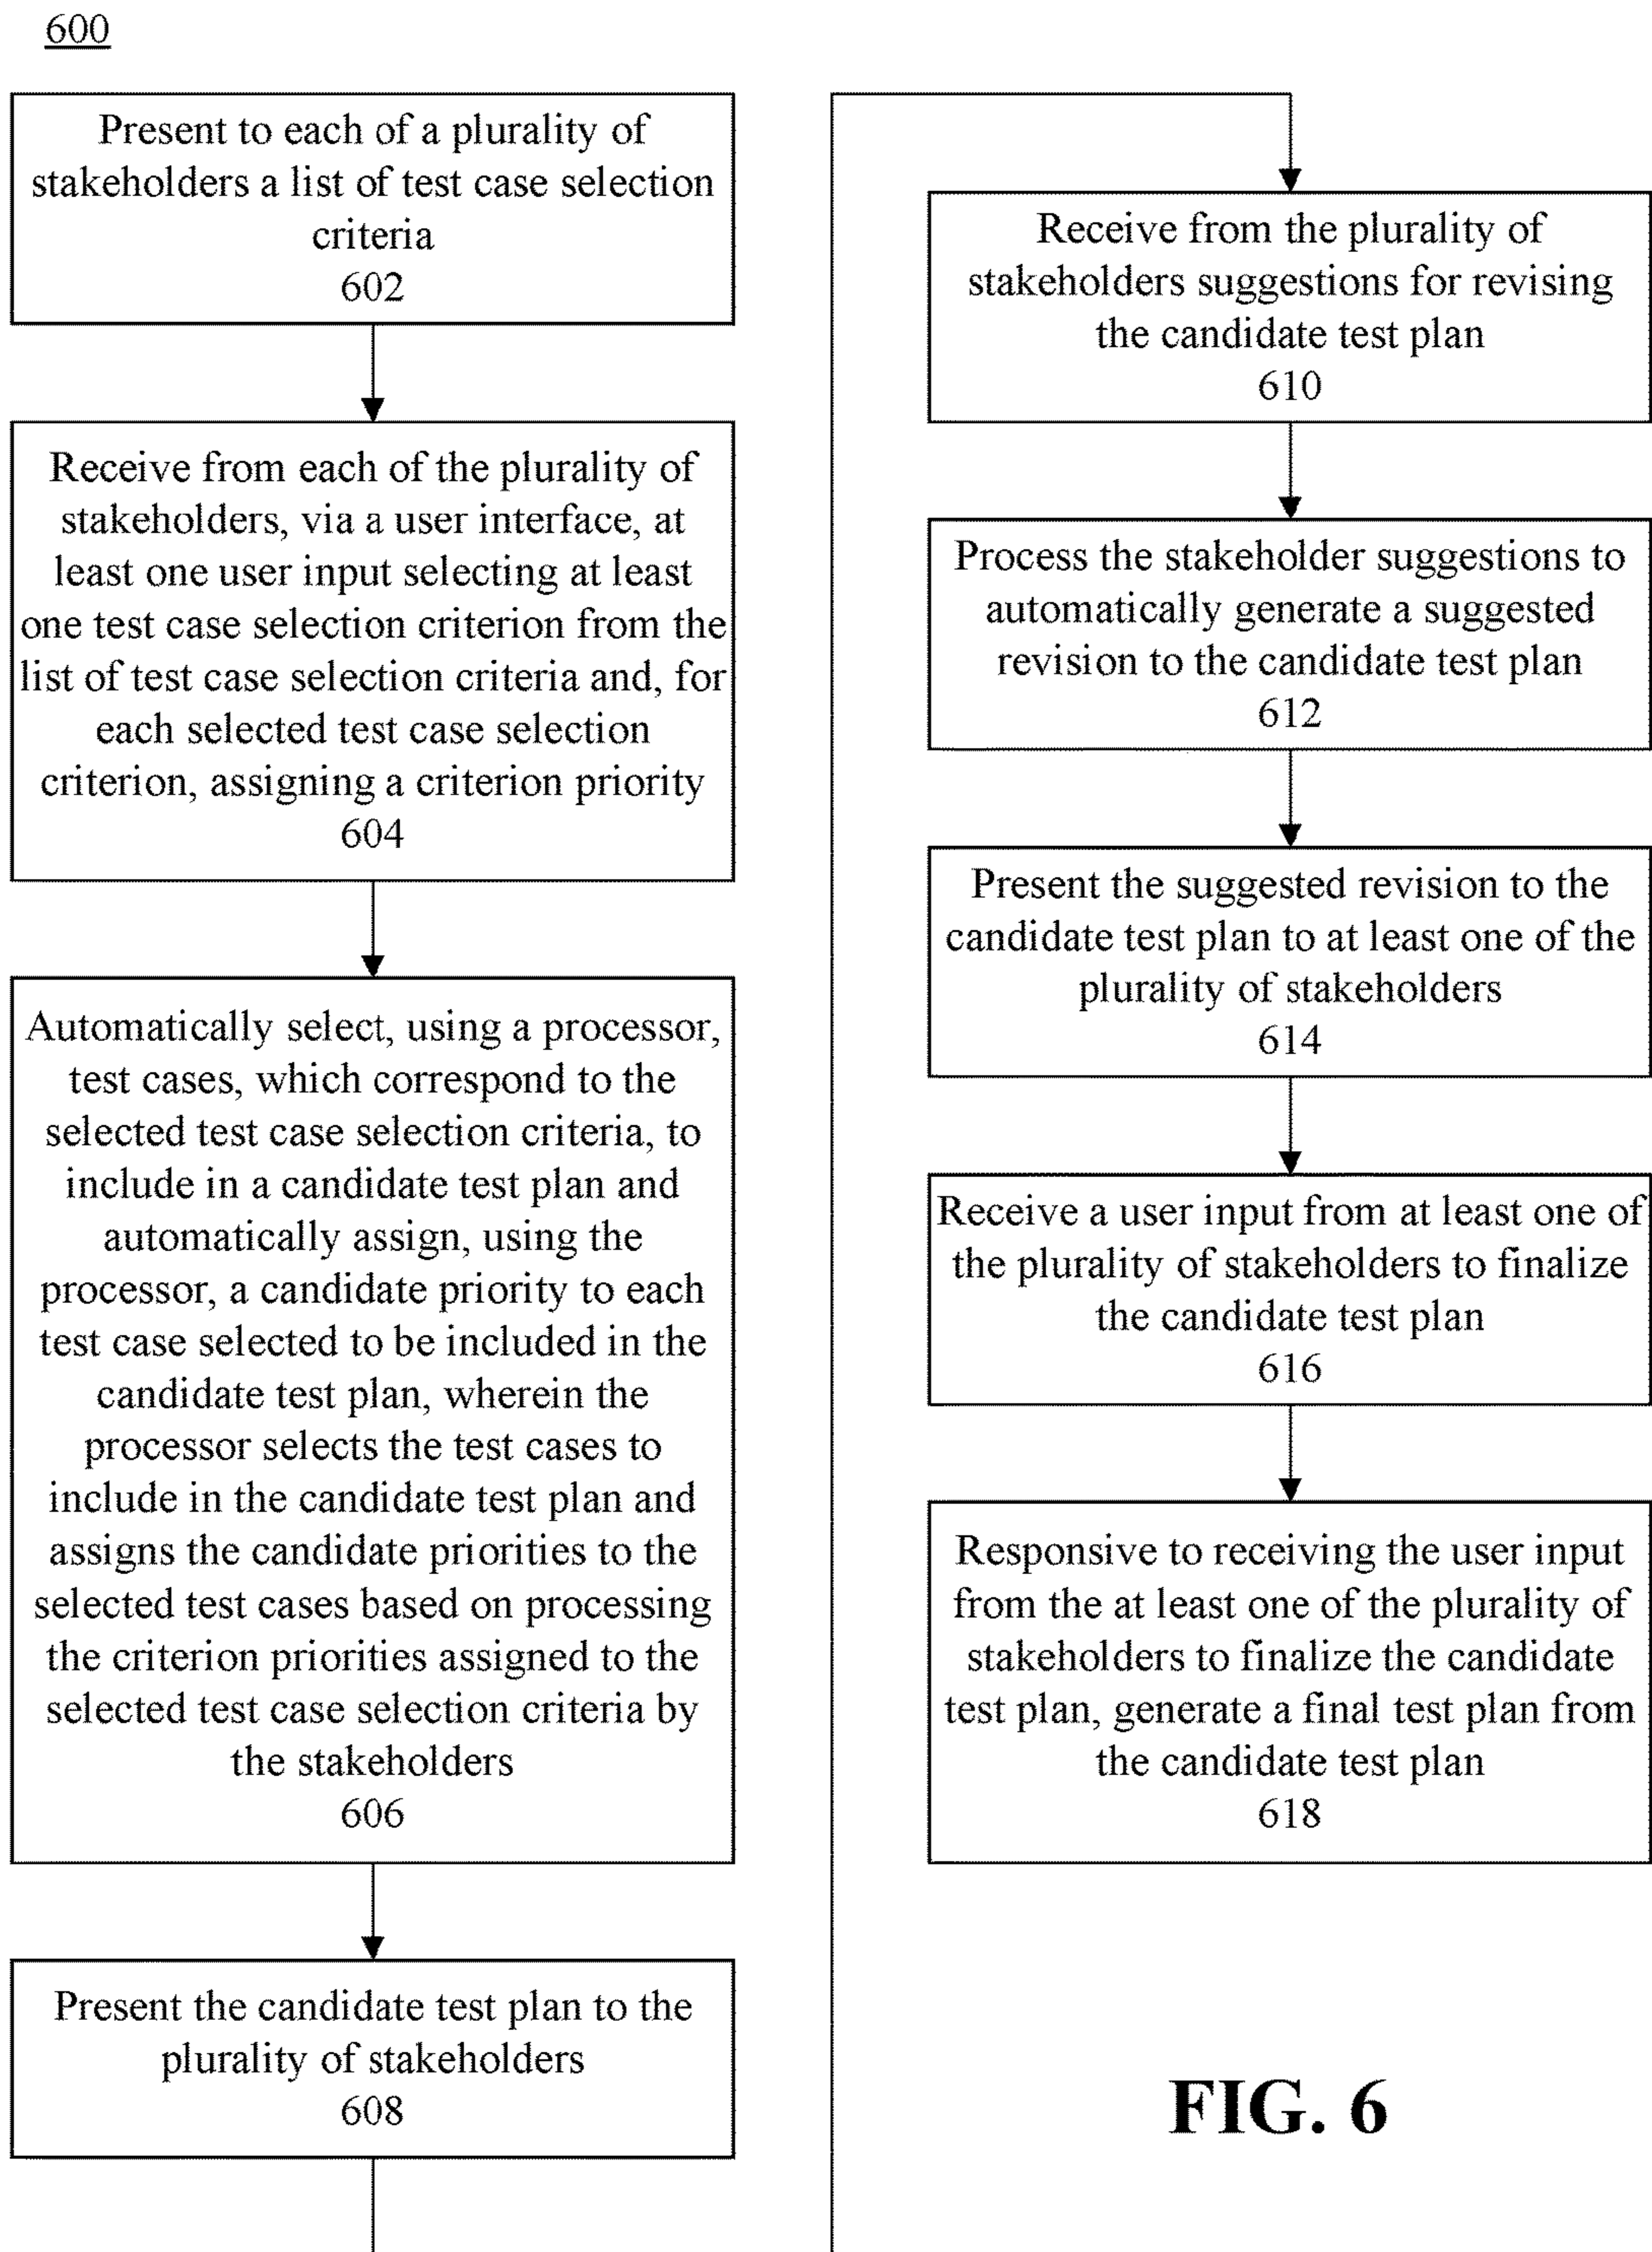 600
Present to each of a plurality of
stakeholders a list of test case selection
criteria
602
Receive from each of the plurality of
stakeholders, via a user interface, at
least one user input selecting at least
one test case selection criterion from the
list of test case selection criteria and, for
each selected test case selection
criterion, assigning a criterion priority
604
Automatically select, using a processor,
test cases, which correspond to the
selected test case selection criteria, to
include in a candidate test plan and
automatically assign, using the
processor, a candidate priority to each
test case selected to be included in the
candidate test plan, wherein the
processor selects the test cases to
include in the candidate test plan and
assigns the candidate priorities to the
selected test cases based on processing
the criterion priorities assigned to the
selected test case selection criteria by
the stakeholders
606
Present the candidate test plan to the
plurality of stakeholders
608
Receive from the plurality of
stakeholders suggestions for revising
the candidate test plan
610
Process the stakeholder suggestions to
automatically generate a suggested
revision to the candidate test plan
612
Present the suggested revision to the
candidate test plan to at least one of the
plurality of stakeholders
614
Receive a user input from at least one of
the plurality of stakeholders to finalize
the candidate test plan
616
Responsive to receiving the user input
from the at least one of the plurality of
stakeholders to finalize the candidate
test plan, generate a final test plan from
the candidate test plan
618
FIG. 6